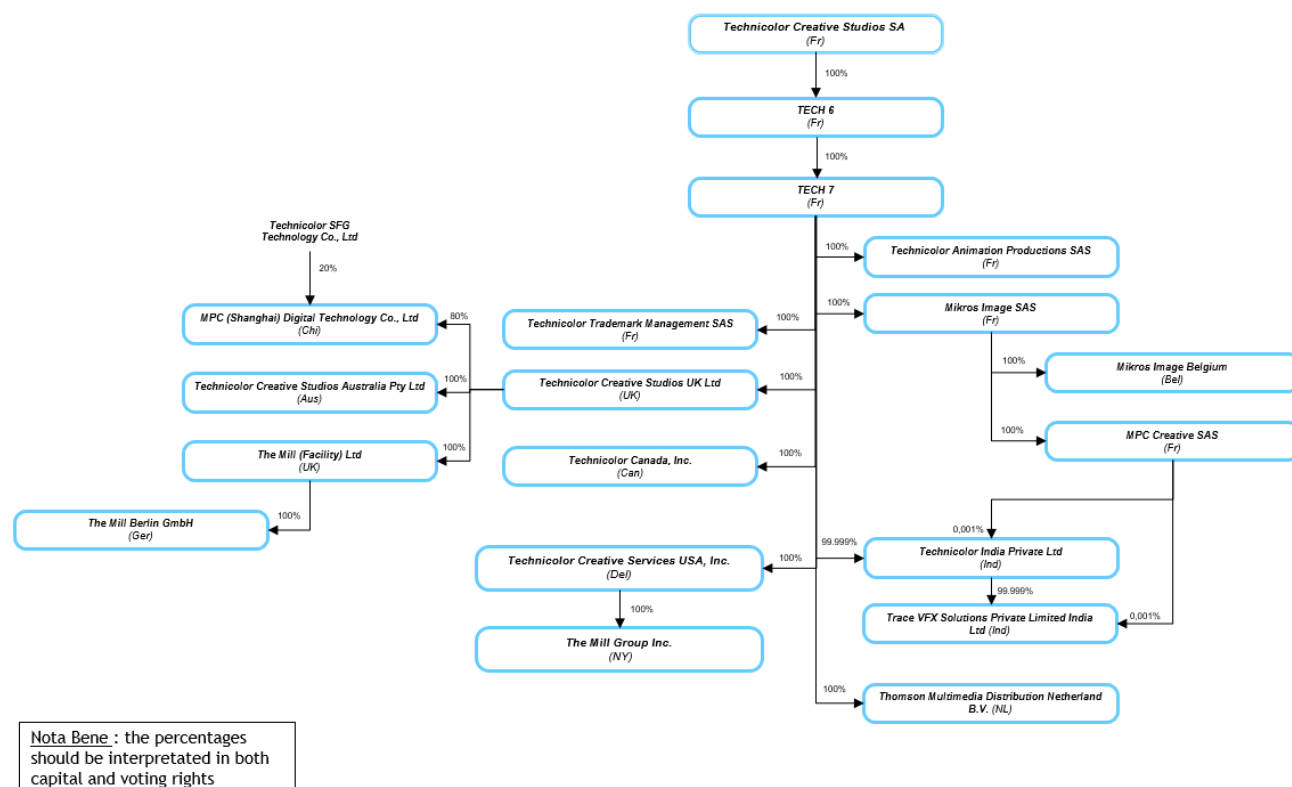 Technicolor Creative Studios SA
(Fr)
100%
TECH 6
(Fr)
100%
TECH 7
(Fr)
Technicolor SFG
Technology Co., Ltd
20%
100%
Technicolor Animation Productions SAS
(Fr)
MPC (Shanghai) Digital Technology Co., Ltd
(Chi)
80%
Technicolor Trademark Management SAS
(Fr)
100%
100%
Mikros Image SAS
(Fr)
100%
Mikros Image Belgium
(Bel)
Technicolor Creative Studios Australia Pty Ltd
(Aus)
100%
Technicolor Creative Studios UK Ltd
(UK)
100%
100%
MPC Creative SAS
(Fr)
The Mill (Facility) Ltd
(UK)
100%
Technicolor Canada, Inc.
(Can)
100%
100%
The Mill Berlin GmbH
(Ger)
0,001%
Technicolor Creative Services USA, Inc.
(Del)
100%
99.999%
Technicolor India Private Ltd
(Ind)
100%
99.999%
The Mill Group Inc.
(NY)
Trace VFX Solutions Private Limited India
Ltd (Ind)
0,001%
100%
Thomson Multimedia Distribution Netherland
B.V. (NL)
Nota Bene : the percentages
should be interpretated in both
capital and voting rights